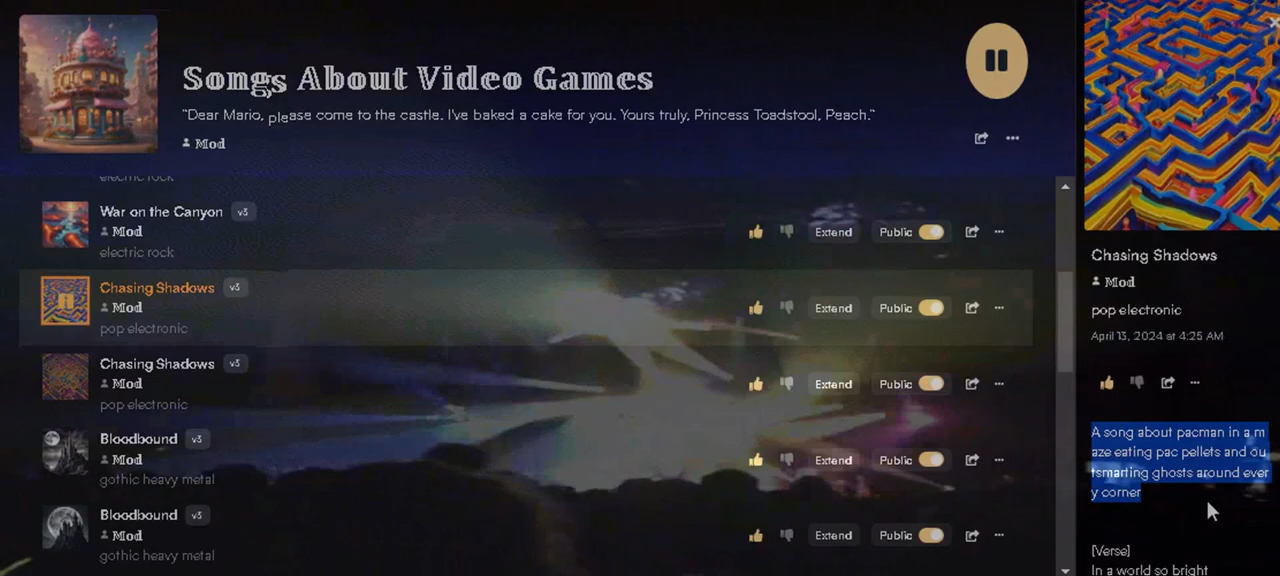 Songs About Video Games
"Dear Mario, please come to the castle. I've baked a cake for you. Yours truly, Princess Toadstool, Peach."
Mod
electric rock
War on the Canyon v3
Mod
electric rock
Extend Public
Chasing Shadows v3
Mod
pop electronic
Extend Public
Chasing Shadows v3
Mod
pop electronic
Extend Public
Bloodbound v3
Mod
gothic heavy metal
Extend Public
Bloodbound v3
Mod
gothic heavy metal
Extend Public
Chasing Shadows
Mod
pop electronic
April 13, 2024 at 4:25 AM
A song about pacman in a m
aze eating pac pellets and ou
tsmarting ghosts around ever
y corner
[Verse]
In a world so bright